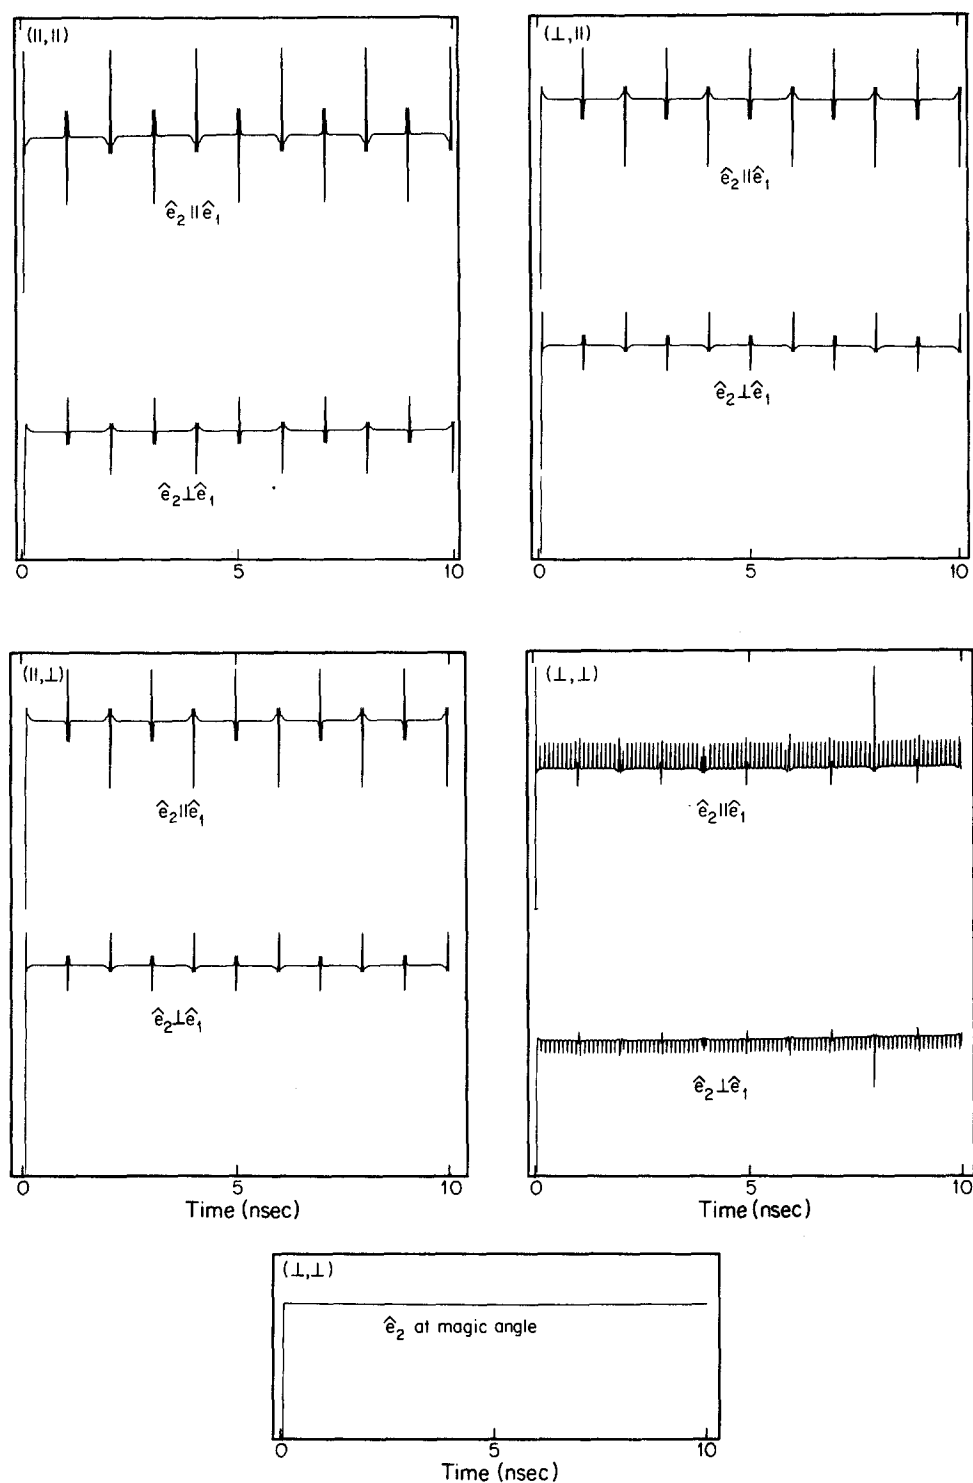 (||,||)
ê₂||ê₁
ê₂⊥ê₁
0 5 10
(⊥,||)
ê₂||ê₁
ê₂⊥ê₁
0 5 10
(||,⊥)
ê₂||ê₁
ê₂⊥ê₁
0 5 10
Time (nsec)
(⊥,⊥)
ê₂||ê₁
ê₂⊥ê₁
0 5 10
Time (nsec)
(⊥,⊥)
ê₂ at magic angle
0 5 10
Time (nsec)